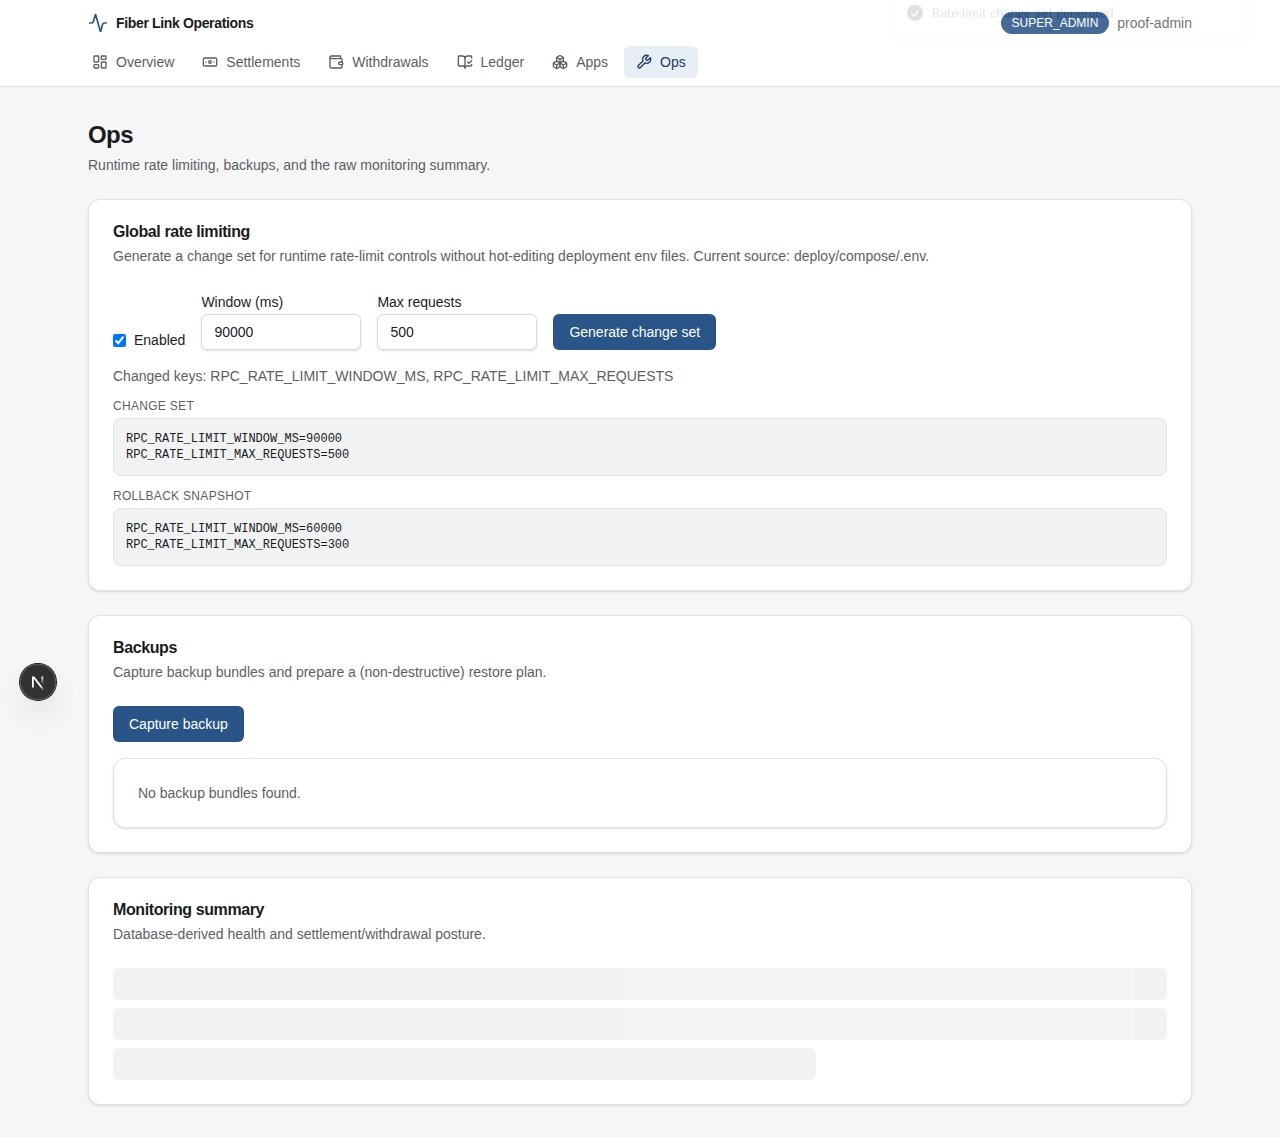 Fiber Link Operations
Rate-limit change set generated
SUPER_ADMIN proof-admin
Overview Settlements Withdrawals Ledger Apps Ops
Ops
Runtime rate limiting, backups, and the raw monitoring summary.
Global rate limiting
Generate a change set for runtime rate-limit controls without hot-editing deployment env files. Current source: deploy/compose/.env.
Window (ms) Max requests
Enabled 90000 500 Generate change set
Changed keys: RPC_RATE_LIMIT_WINDOW_MS, RPC_RATE_LIMIT_MAX_REQUESTS
CHANGE SET
RPC_RATE_LIMIT_WINDOW_MS=90000
RPC_RATE_LIMIT_MAX_REQUESTS=500
ROLLBACK SNAPSHOT
RPC_RATE_LIMIT_WINDOW_MS=60000
RPC_RATE_LIMIT_MAX_REQUESTS=300
Backups
Capture backup bundles and prepare a (non-destructive) restore plan.
Capture backup
No backup bundles found.
Monitoring summary
Database-derived health and settlement/withdrawal posture.